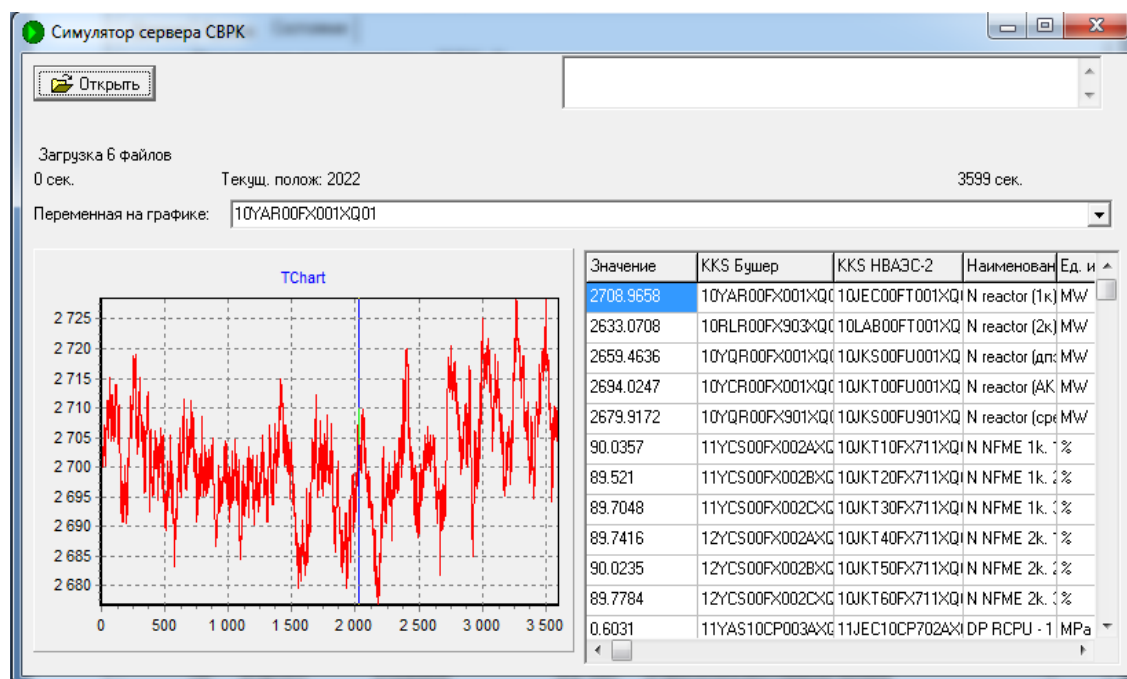 Симулятор сервера СВРК
Открыть
Загрузка 6 файлов
0 сек. Текущ. полож: 2022 3599 сек.
Переменная на графике: 10YAR00FX001XQ01
TChart
2 725
2 720
2 715
2 710
2 705
2 700
2 695
2 690
2 685
2 680
0 500 1 000 1 500 2 000 2 500 3 000 3 500
Значение KKS Бушер KKS НВАЭС-2 Наименован Ед. и
2708.9658 10YAR00FX001XQ 10JEC00FT001XQ N reactor (1к) MW
2633.0708 10RLR00FX903XQ 10LAB00FT001XQ N reactor (2к) MW
2659.4636 10YQR00FX001XQ 10JKS00FU001XQ N reactor (дп MW
2694.0247 10YCR00FX001XQ 10JKT00FU001XQ N reactor (АК MW
2679.9172 10YQR00FX901XQ 10JKS00FU901XQ N reactor (сре MW
90.0357 11YCS00FX002AX 10JKT10FX711XQ N NFME 1k. %
89.521 11YCS00FX002BX 10JKT20FX711XQ N NFME 1k. %
89.7048 11YCS00FX002CX 10JKT30FX711XQ N NFME 1k. %
89.7416 12YCS00FX002AX 10JKT40FX711XQ N NFME 2k. %
90.0235 12YCS00FX002BX 10JKT50FX711XQ N NFME 2k. %
89.7784 12YCS00FX002CX 10JKT60FX711XQ N NFME 2k. %
0.6031 11YAS10CP003AX 11JEC10CP702AX DP RCPU - 1 MPa